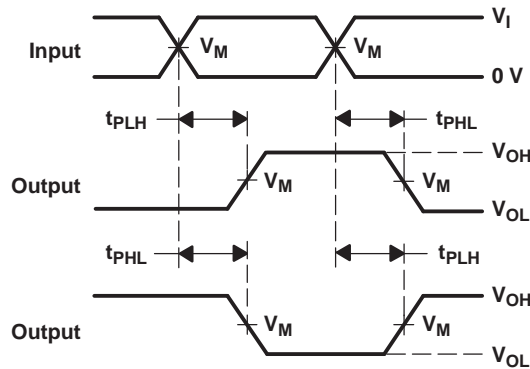 V_I
Input V_M V_M
0 V
t_PLH t_PHL
V_OH
Output V_M V_M
V_OL
t_PHL t_PLH
V_OH
Output V_M V_M
V_OL